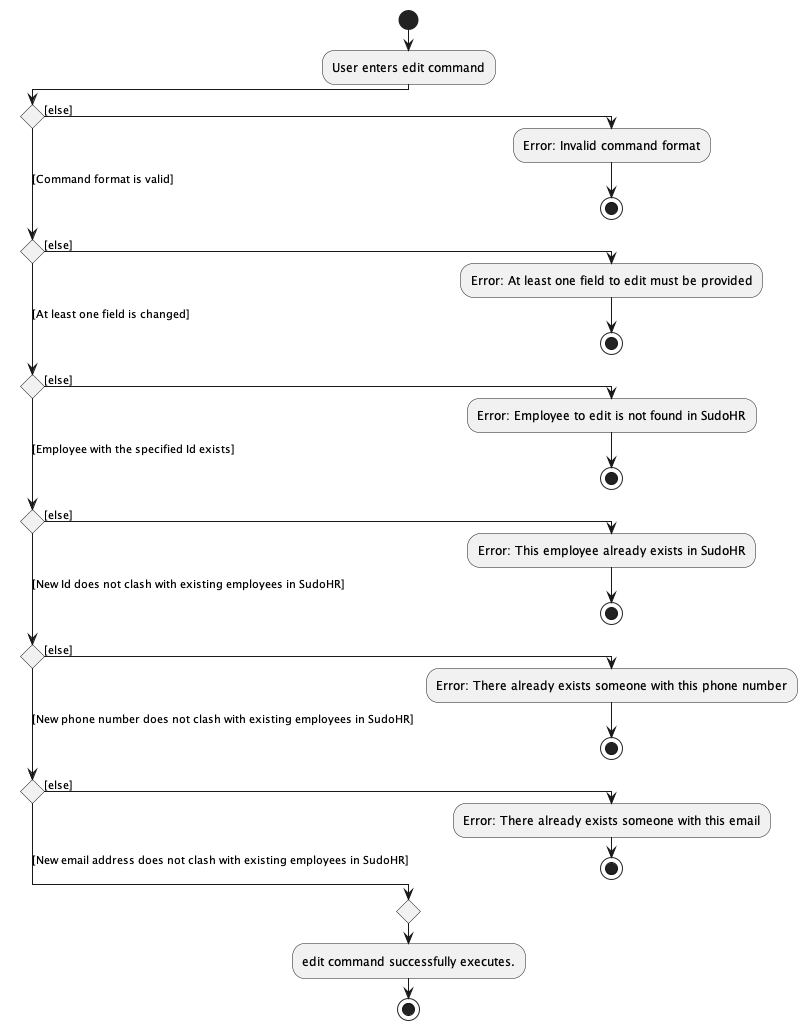 User enters edit command
[else]
Error: Invalid command format
[Command format is valid]
[else]
Error: At least one field to edit must be provided
[At least one field is changed]
[else]
Error: Employee to edit is not found in SudoHR
[Employee with the specified Id exists]
[else]
Error: This employee already exists in SudoHR
[New Id does not clash with existing employees in SudoHR]
[else]
Error: There already exists someone with this phone number
[New phone number does not clash with existing employees in SudoHR]
[else]
Error: There already exists someone with this email
[New email address does not clash with existing employees in SudoHR]
edit command successfully executes.